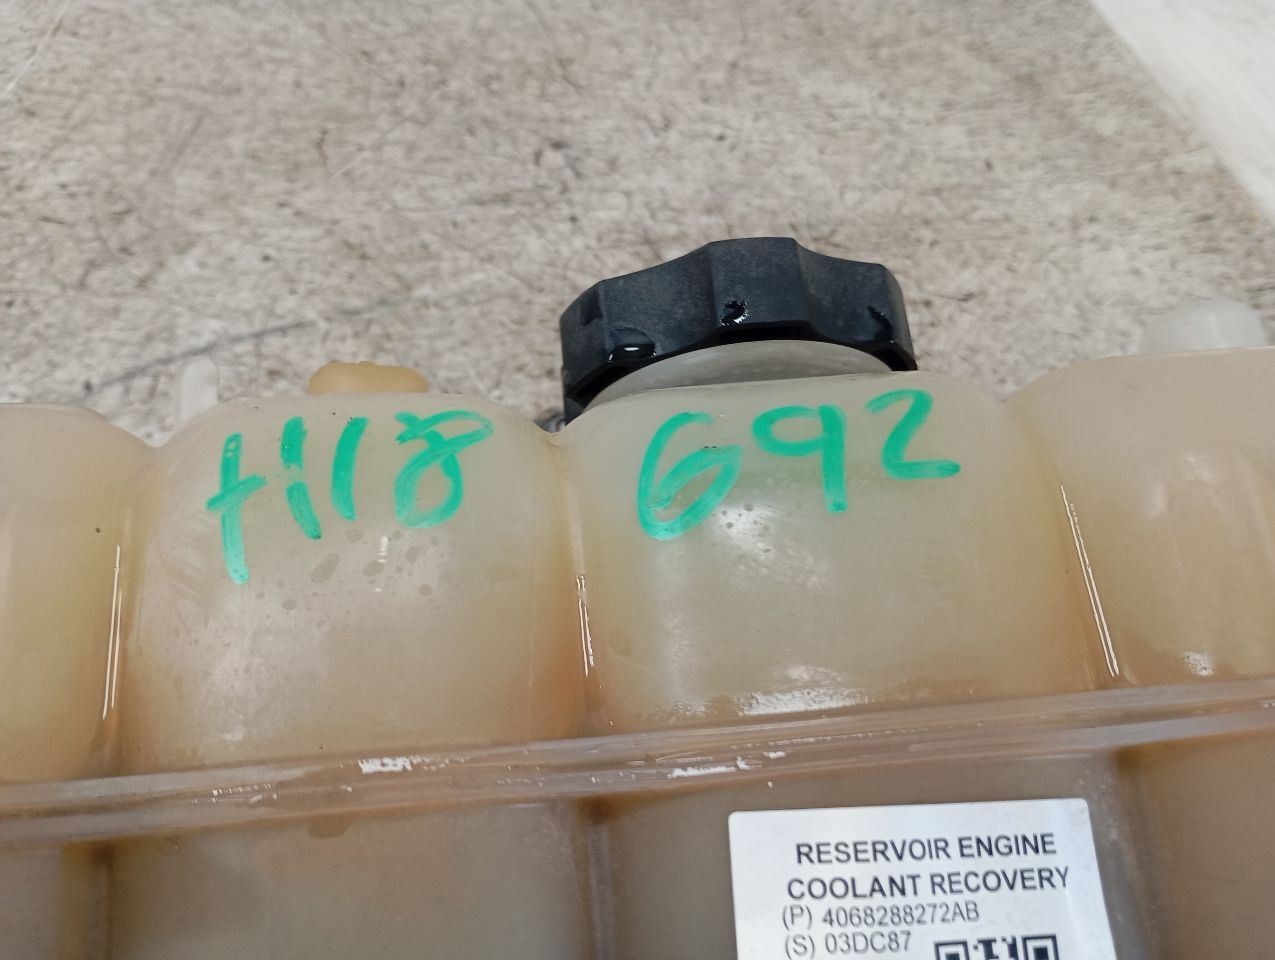 H18 G92
RESERVOIR ENGINE
COOLANT RECOVERY
(P) 4068288272AB
(S) 03DC87